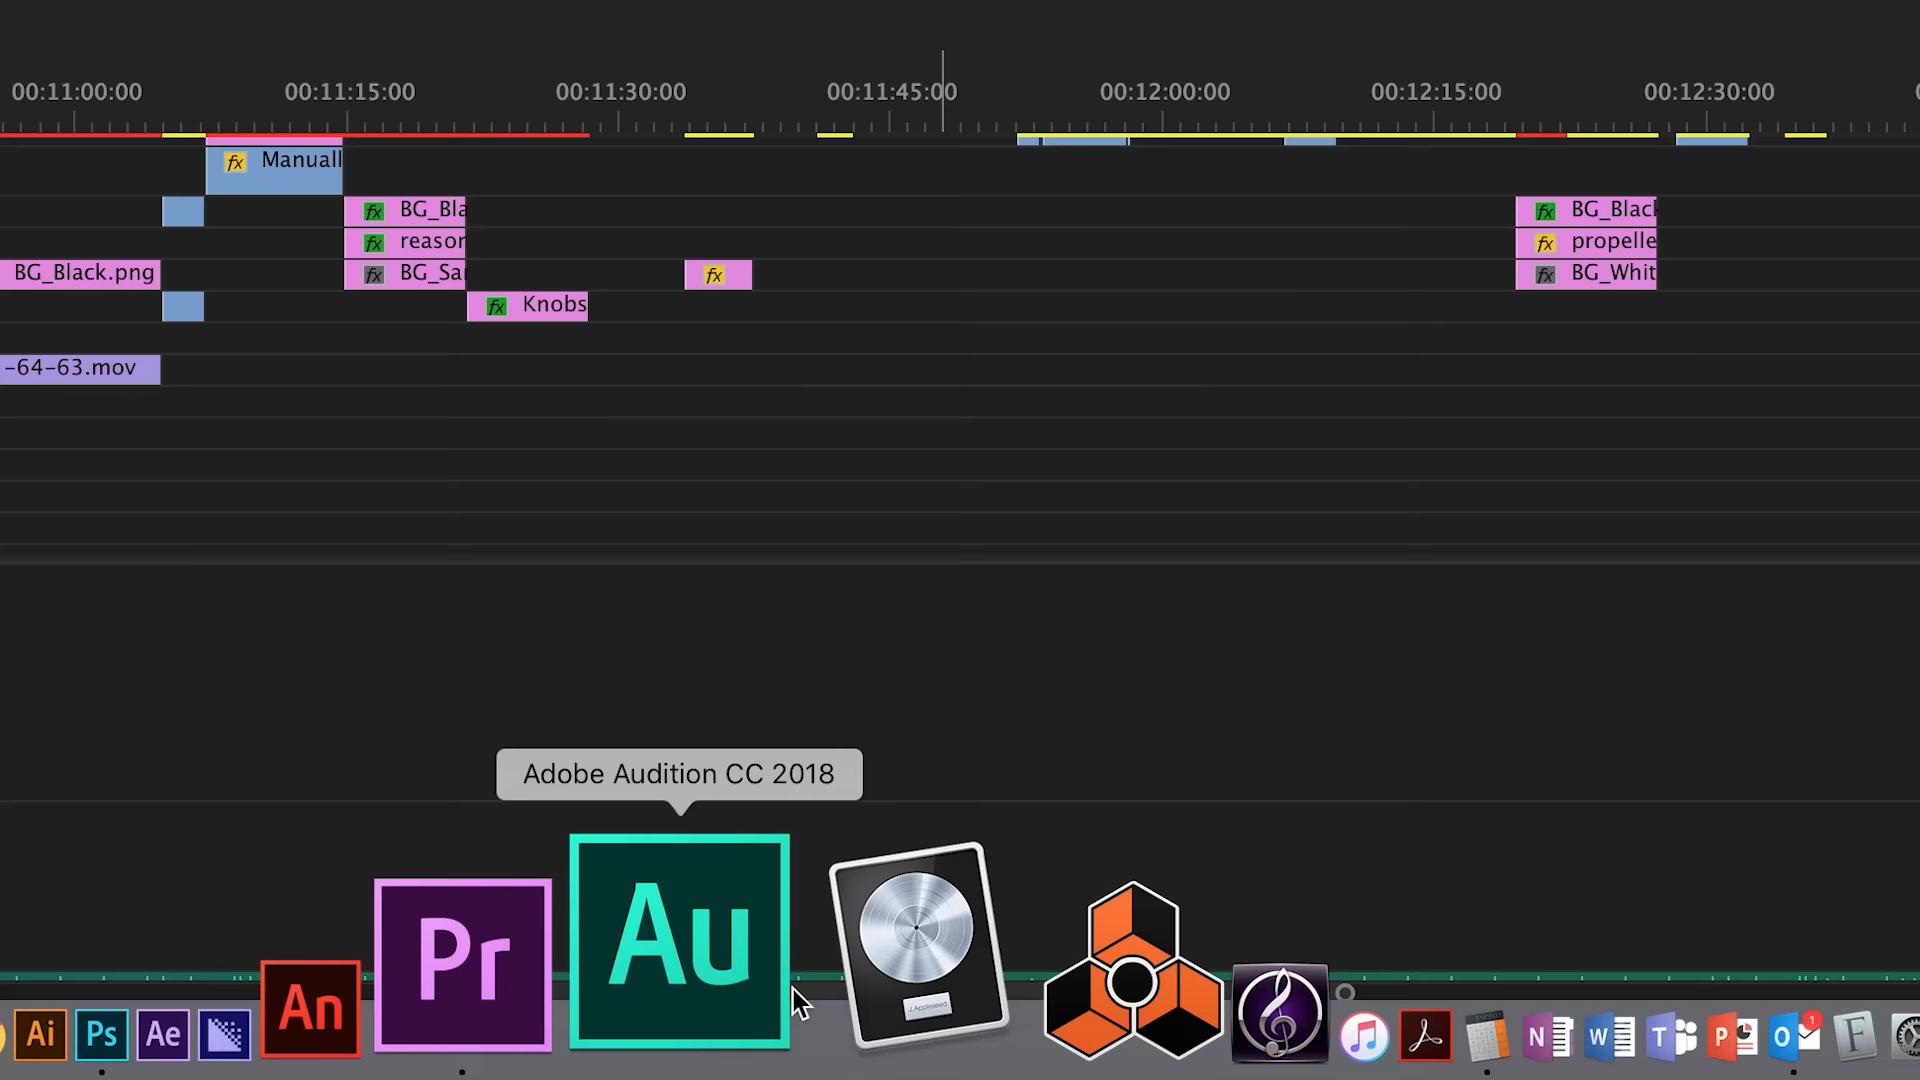 00:11:00:00 00:11:15:00 00:11:30:00 00:11:45:00 00:12:00:00 00:12:15:00 00:12:30:00
fx Manuall
fx BG_Bla fx BG_Blac
fx reason fx propelle
BG_Black.png fx BG_Sa fx fx BG_Whit
fx Knobs
-64-63.mov
Adobe Audition CC 2018
Ai Ps Ae An Pr Au J.Appleseed N W T P O 1 F